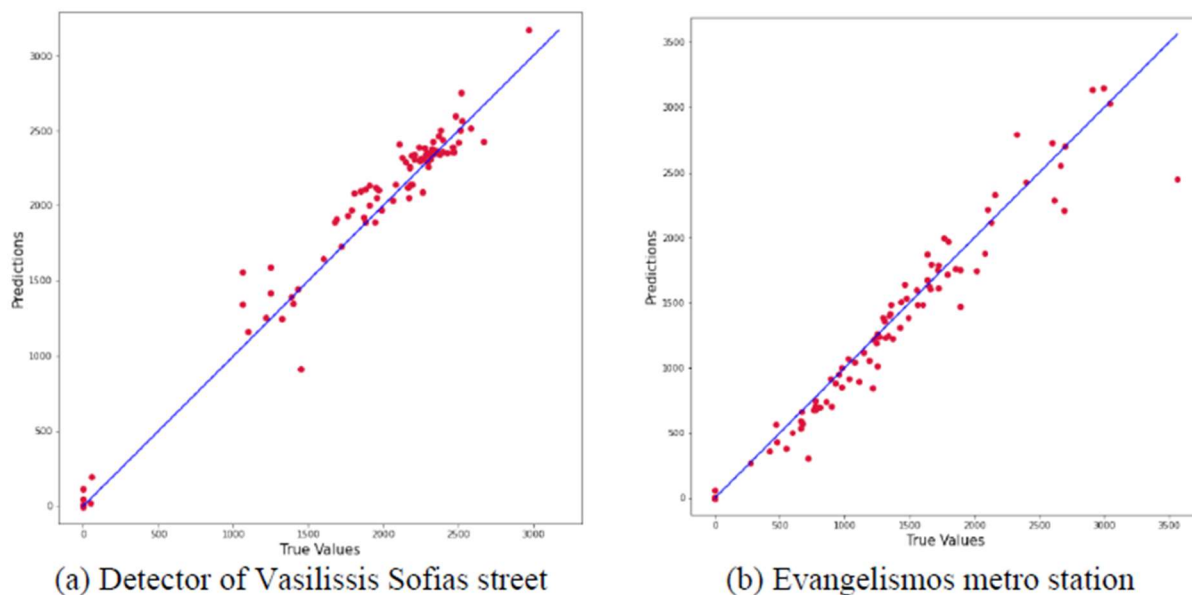 3000
2500
2000
1500
1000
500
0
Predictions
0 500 1000 1500 2000 2500 3000
True Values
(a) Detector of Vasilissis Sofias street
3500
3000
2500
2000
1500
1000
500
0
Predictions
0 500 1000 1500 2000 2500 3000 3500
True Values
(b) Evangelismos metro station